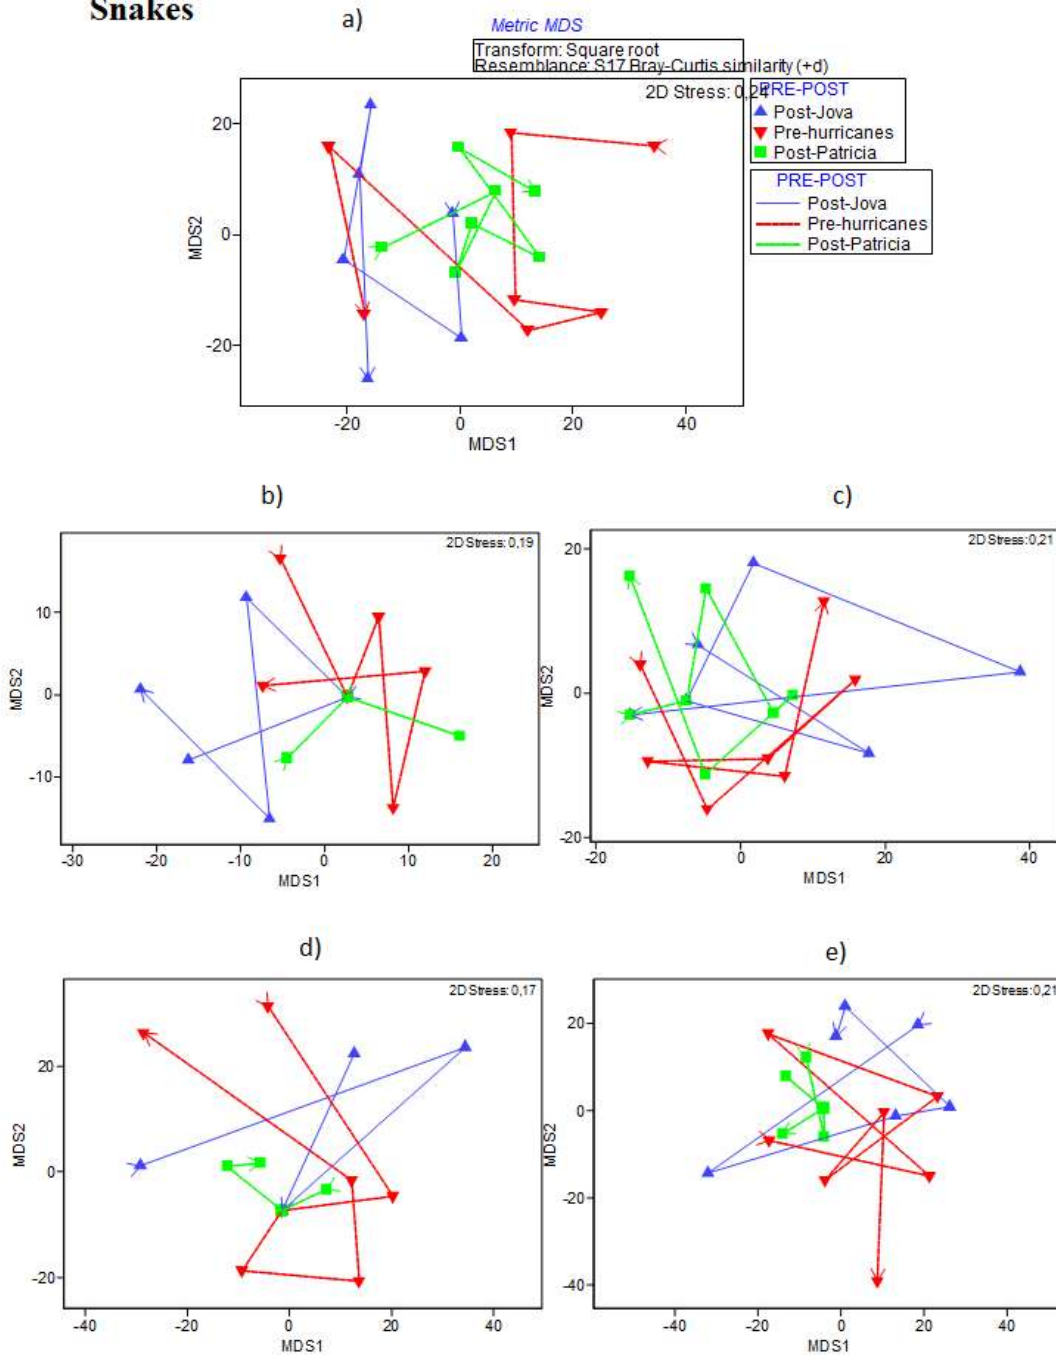 Snakes
a)
Metric MDS
Transform: Square root
Resemblance: S17 Bray-Curtis similarity (+d)
2D Stress: 0,24
PRE-POST
Post-Jova
Pre-hurricanes
Post-Patricia
PRE-POST
Post-Jova
Pre-hurricanes
Post-Patricia
20
0
-20
MDS2
-20
0
20
40
MDS1
b)
2D Stress: 0,19
10
0
-10
MDS2
-30
-20
-10
0
10
20
MDS1
c)
2D Stress: 0,21
20
0
-20
MDS2
-20
0
20
40
MDS1
d)
2D Stress: 0,17
20
0
-20
MDS2
-40
-20
0
20
40
MDS1
e)
2D Stress: 0,21
20
0
-20
-40
MDS2
-40
-20
0
20
40
MDS1